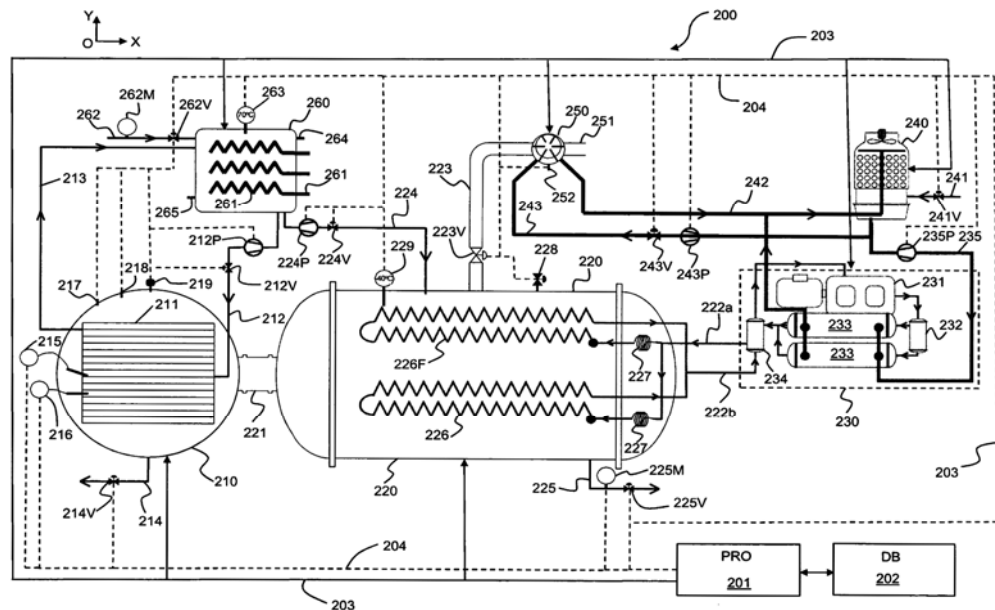 Y
O X
200
203
262M
262V
263
70°C
260
250
251
204
240
262
264
213
223
241
261
265
261
224
252
242
243
241V
212P
229
223V
228
224P
224V
243V
243P
235P
235
217
218
219
-40°C
220
231
211
212V
222a
215
212
233
232
226F
227
233
234
216
221
226
222b
230
227
203
210
220
225
225M
214V
214
225V
204
203
PRO
201
DB
202